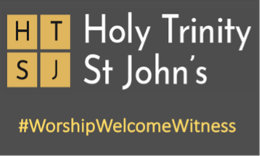 H T Holy Trinity
S J St John's
#WorshipWelcomeWitness